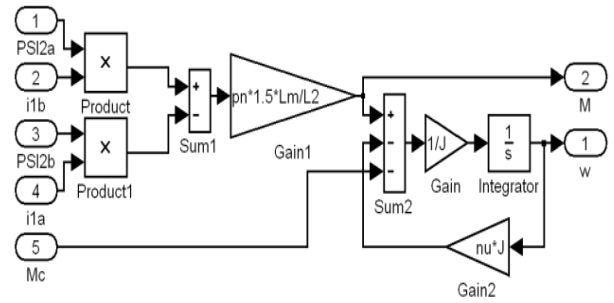 1
PSI2a
2
i1b
3
PSI2b
4
i1a
5
Mc
x
Product
x
Product1
+
−
Sum1
pn*1.5*Lm/L2
Gain1
+
−
−
Sum2
1/J
Gain
1
s
Integrator
nu*J
Gain2
2
M
1
w